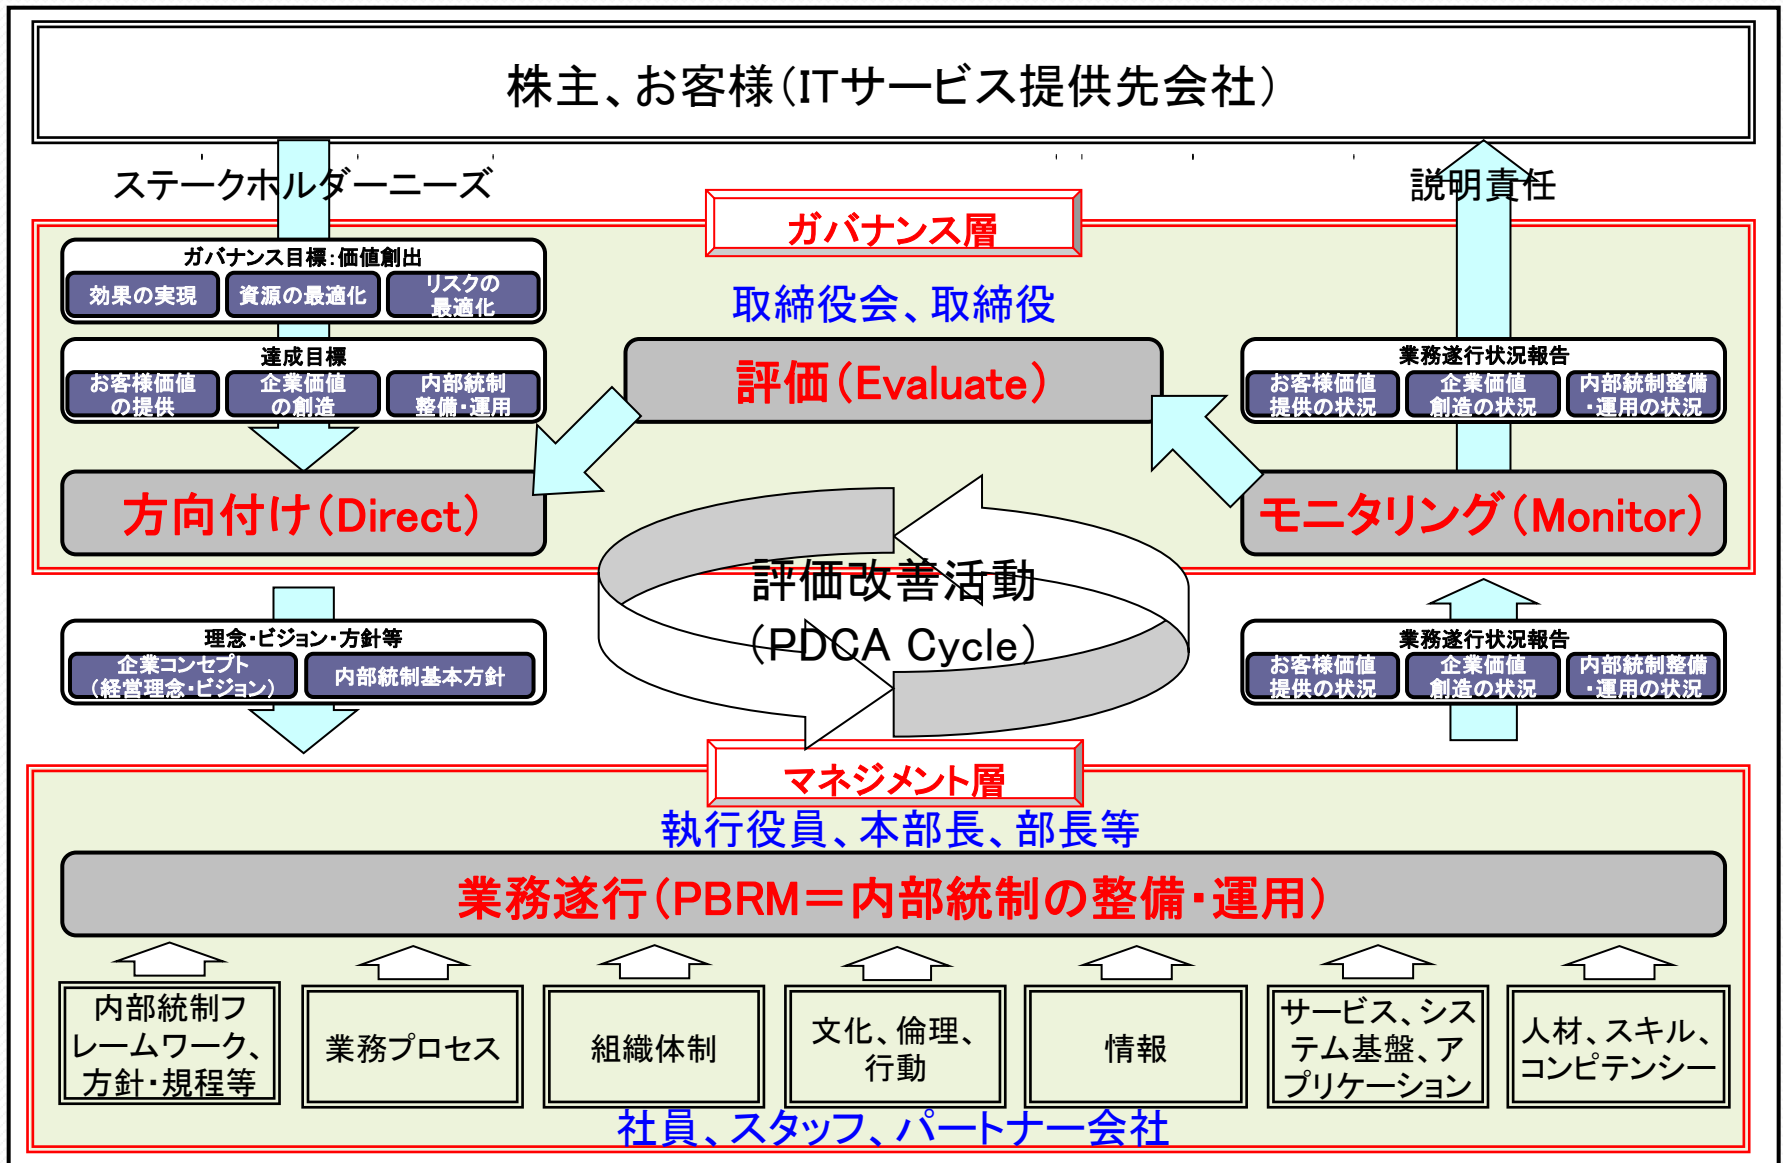 株主、お客様（ITサービス提供先会社）
ステークホルダーニーズ
説明責任
ガバナンス層
取締役会、取締役
ガバナンス目標：価値創出
効果の実現
資源の最適化
リスクの
最適化
達成目標
お客様価値
の提供
企業価値
の創造
内部統制
整備・運用
評価（Evaluate）
業務遂行状況報告
お客様価値
提供の状況
企業価値
創造の状況
内部統制整備
・運用の状況
方向付け（Direct）
モニタリング（Monitor）
評価改善活動
（PDCA Cycle）
理念・ビジョン・方針等
企業コンセプト
（経営理念・ビジョン）
内部統制基本方針
業務遂行状況報告
お客様価値
提供の状況
企業価値
創造の状況
内部統制整備
・運用の状況
マネジメント層
執行役員、本部長、部長等
業務遂行（PBRM＝内部統制の整備・運用）
内部統制フ
レームワーク、
方針・規程等
業務プロセス
組織体制
文化、倫理、
行動
情報
サービス、シス
テム基盤、ア
プリケーション
人材、スキル、
コンピテンシー
社員、スタッフ、パートナー会社